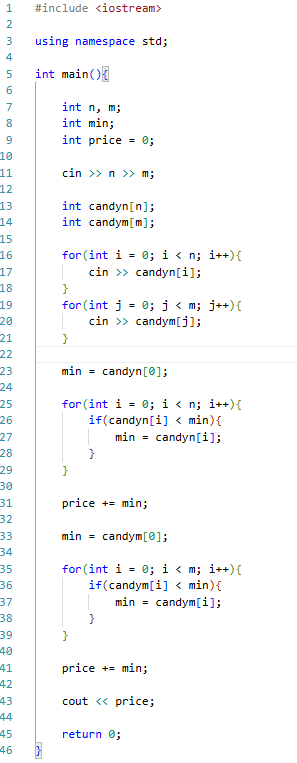 1 #include <iostream>
2
3 using namespace std;
4
5 int main(){
6
7 int n, m;
8 int min;
9 int price = 0;
10
11 cin >> n >> m;
12
13 int candyn[n];
14 int candym[m];
15
16 for(int i = 0; i < n; i++){
17 cin >> candyn[i];
18 }
19 for(int j = 0; j < m; j++){
20 cin >> candym[j];
21 }
22
23 min = candyn[0];
24
25 for(int i = 0; i < n; i++){
26 if(candyn[i] < min){
27 min = candyn[i];
28 }
29 }
30
31 price += min;
32
33 min = candym[0];
34
35 for(int i = 0; i < m; i++){
36 if(candym[i] < min){
37 min = candym[i];
38 }
39 }
40
41 price += min;
42
43 cout << price;
44
45 return 0;
46 }